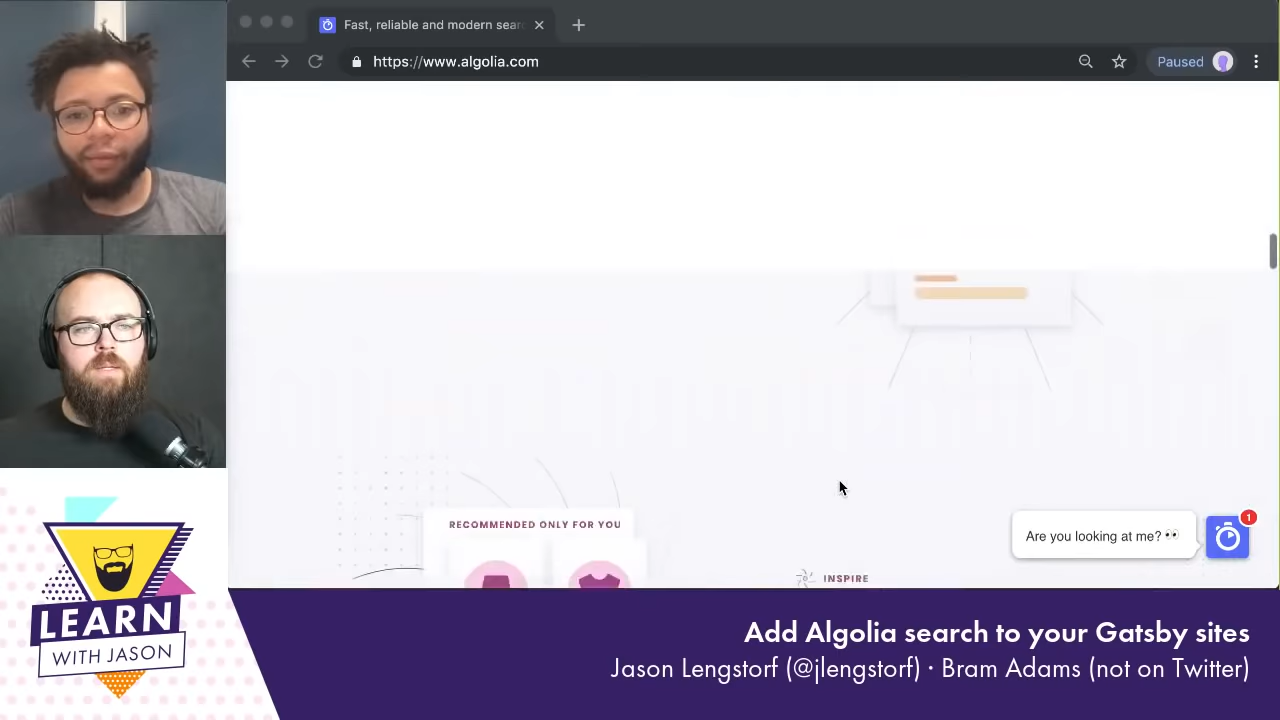 Fast, reliable and modern sear
https://www.algolia.com
Paused
RECOMMENDED ONLY FOR YOU
Are you looking at me? 👀
1
INSPIRE
LEARN
WITH JASON
Add Algolia search to your Gatsby sites
Jason Lengstorf (@jlengstorf) · Bram Adams (not on Twitter)